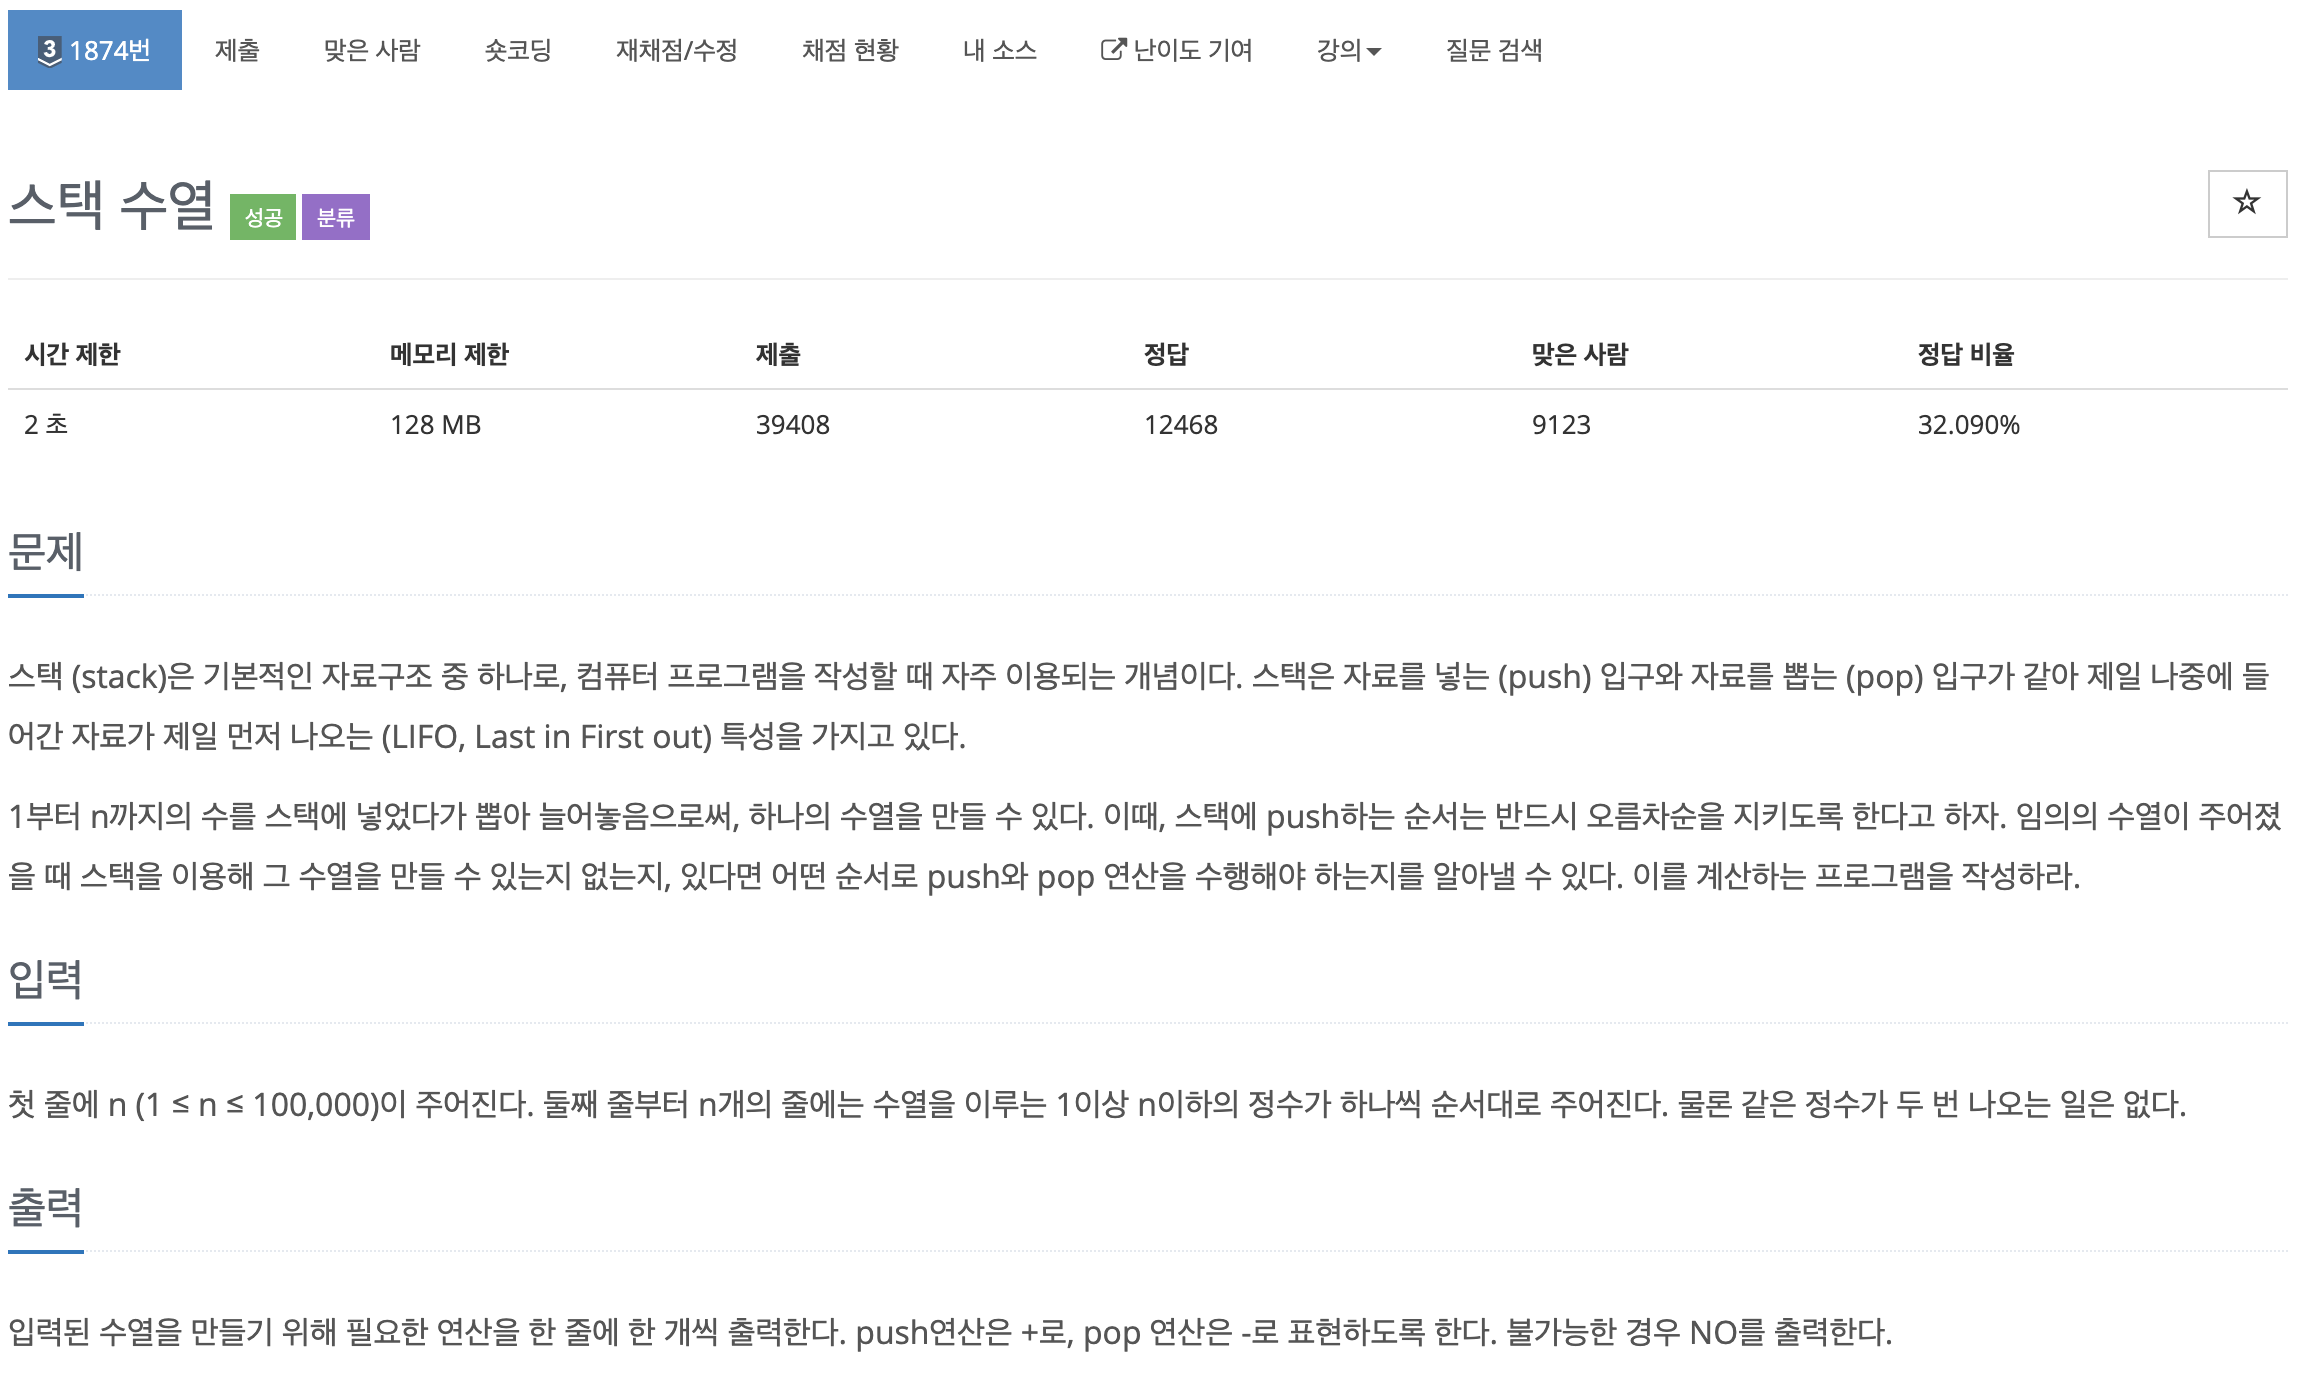 3 1874번 제출 맞은 사람 숏코딩 재채점/수정 채점 현황 내 소스 난이도 기여 강의 질문 검색
스택 수열 성공 분류
시간 제한 메모리 제한 제출 정답 맞은 사람 정답 비율
2 초 128 MB 39408 12468 9123 32.090%
문제
스택 (stack)은 기본적인 자료구조 중 하나로, 컴퓨터 프로그램을 작성할 때 자주 이용되는 개념이다. 스택은 자료를 넣는 (push) 입구와 자료를 뽑는 (pop) 입구가 같아 제일 나중에 들
어간 자료가 제일 먼저 나오는 (LIFO, Last in First out) 특성을 가지고 있다.
1부터 n까지의 수를 스택에 넣었다가 뽑아 늘어놓음으로써, 하나의 수열을 만들 수 있다. 이때, 스택에 push하는 순서는 반드시 오름차순을 지키도록 한다고 하자. 임의의 수열이 주어졌
을 때 스택을 이용해 그 수열을 만들 수 있는지 없는지, 있다면 어떤 순서로 push와 pop 연산을 수행해야 하는지를 알아낼 수 있다. 이를 계산하는 프로그램을 작성하라.
입력
첫 줄에 n (1 ≤ n ≤ 100,000)이 주어진다. 둘째 줄부터 n개의 줄에는 수열을 이루는 1이상 n이하의 정수가 하나씩 순서대로 주어진다. 물론 같은 정수가 두 번 나오는 일은 없다.
출력
입력된 수열을 만들기 위해 필요한 연산을 한 줄에 한 개씩 출력한다. push연산은 +로, pop 연산은 -로 표현하도록 한다. 불가능한 경우 NO를 출력한다.